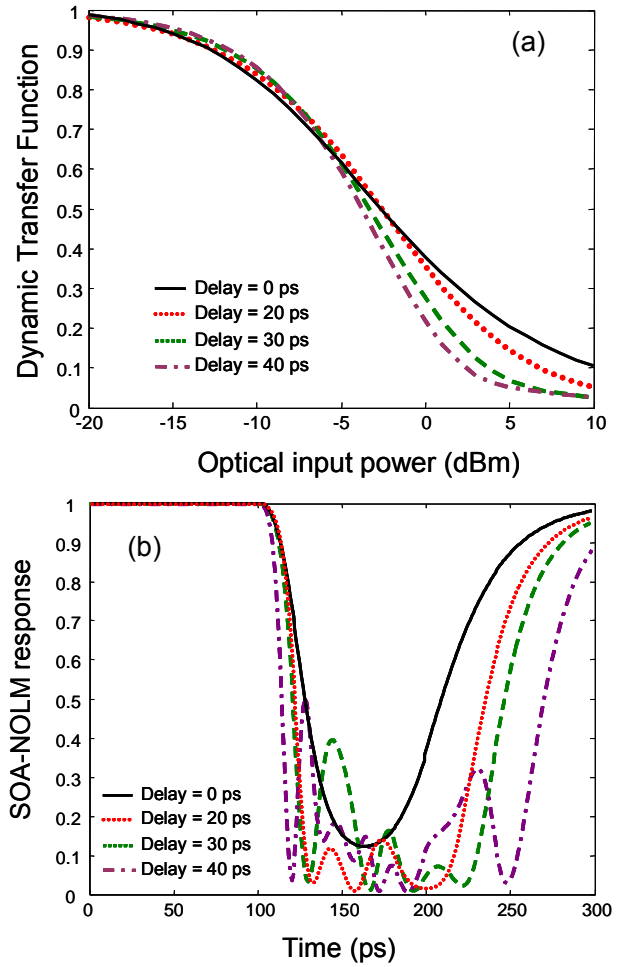 1
0.9
0.8
0.7
0.6
0.5
0.4
0.3
0.2
0.1
0
Dynamic Transfer Function
(a)
Delay = 0 ps
Delay = 20 ps
Delay = 30 ps
Delay = 40 ps
-20 -15 -10 -5 0 5 10
Optical input power (dBm)
1
0.9
0.8
0.7
0.6
0.5
0.4
0.3
0.2
0.1
0
SOA-NOLM response
(b)
Delay = 0 ps
Delay = 20 ps
Delay = 30 ps
Delay = 40 ps
0 50 100 150 200 250 300
Time (ps)